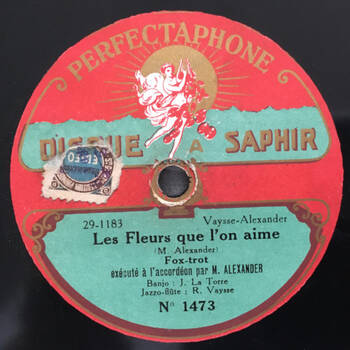 PERFECTAPHONE
DISQUE A SAPHIR
29-1183 Vaysse-Alexander
Les Fleurs que l'on aime
(M. Alexander)
Fox-trot
exécuté à l'accordéon par M. ALEXANDER
Banjo : J. La Torre
Jazzo-flûte : R. Vaysse
Nº 1473